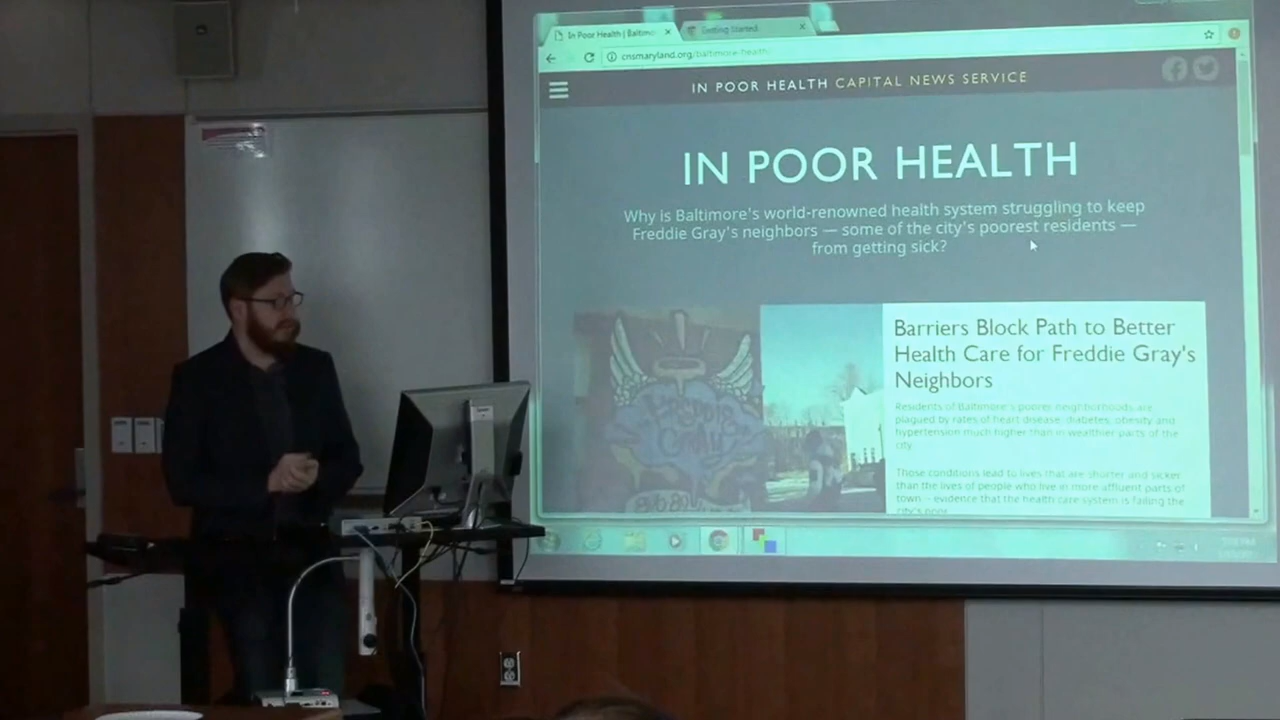 In Poor Health | Baltimo
Getting Started
cnsmaryland.org/baltimore-health
IN POOR HEALTH CAPITAL NEWS SERVICE
IN POOR HEALTH
Why is Baltimore's world-renowned health system struggling to keep
Freddie Gray's neighbors — some of the city's poorest residents —
from getting sick?
Barriers Block Path to Better
Health Care for Freddie Gray's
Neighbors
Residents of Baltimore's poorer neighborhoods are
plagued by rates of heart disease, diabetes, obesity and
hypertension much higher than in wealthier parts of the
city.
Those conditions lead to lives that are shorter and sicker
than the lives of people who live in more affluent parts of
town – evidence that the health care system is failing the
city's poor.
Freddie
Gray